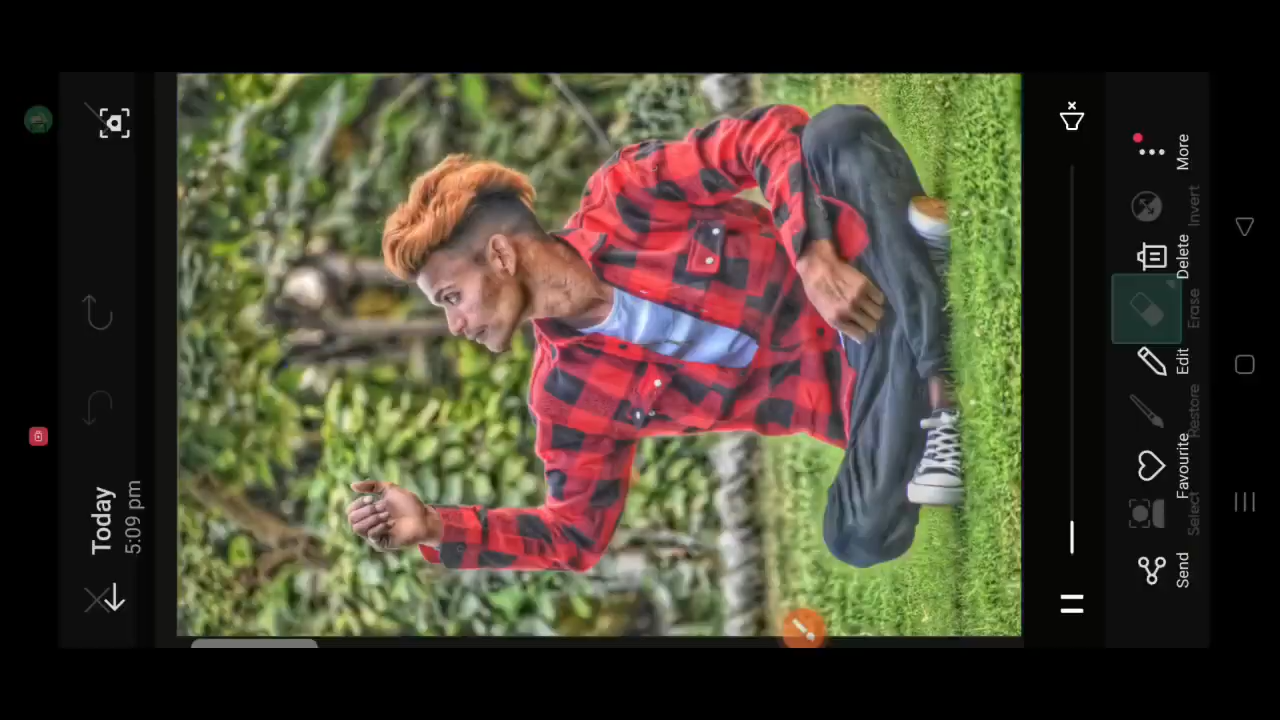 Today
5:09 pm
Send
Select
Favourite
Restore
Edit
Erase
Delete
Invert
More